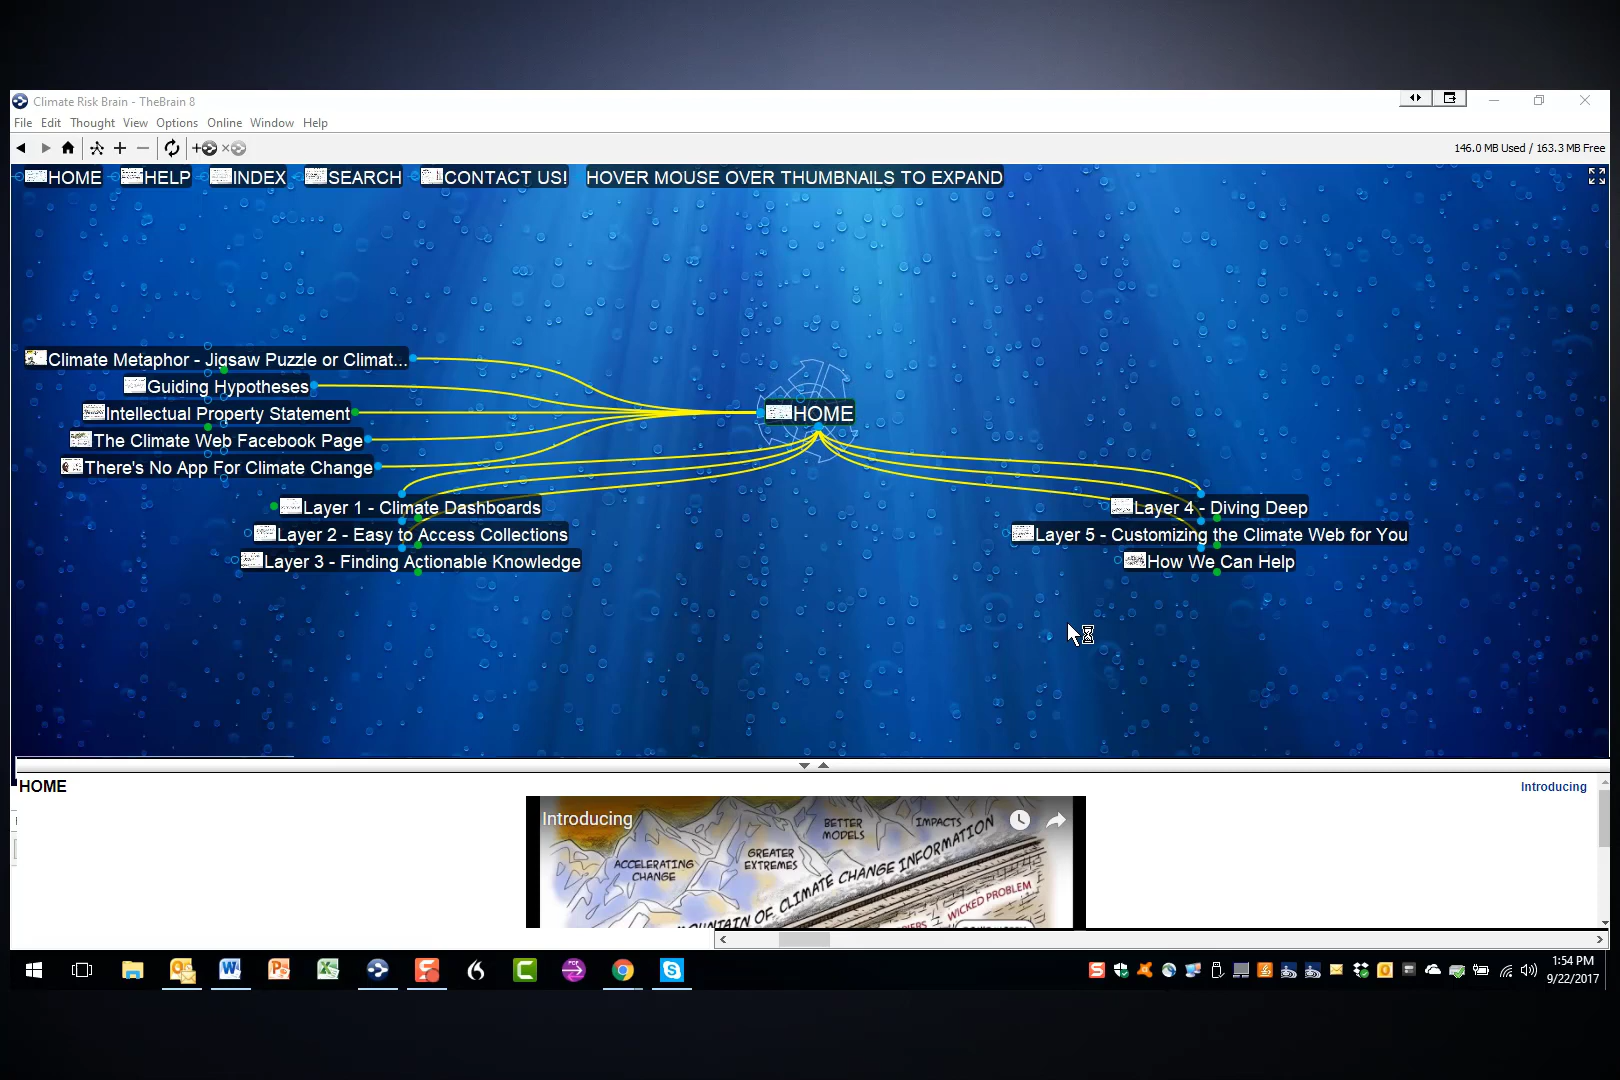 Climate Risk Brain - TheBrain 8
File Edit Thought View Options Online Window Help
146.0 MB Used / 163.3 MB Free
HOME HELP INDEX SEARCH CONTACT US! HOVER MOUSE OVER THUMBNAILS TO EXPAND
Climate Metaphor - Jigsaw Puzzle or Climat...
Guiding Hypotheses
Intellectual Property Statement
The Climate Web Facebook Page
There's No App For Climate Change
HOME
Layer 1 - Climate Dashboards
Layer 2 - Easy to Access Collections
Layer 3 - Finding Actionable Knowledge
Layer 4 - Diving Deep
Layer 5 - Customizing the Climate Web for You
How We Can Help
HOME
Introducing
Introducing
BETTER
MODELS
IMPACTS
ACCELERATING
CHANGE
GREATER
EXTREMES
MOUNTAIN OF CLIMATE CHANGE INFORMATION
WICKED PROBLEM
1:54 PM
9/22/2017